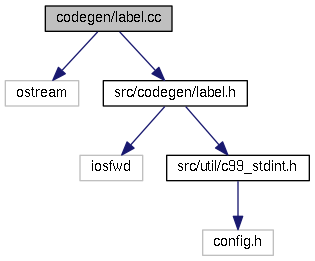 codegen/label.cc
ostream
src/codegen/label.h
iosfwd
src/util/c99_stdint.h
config.h